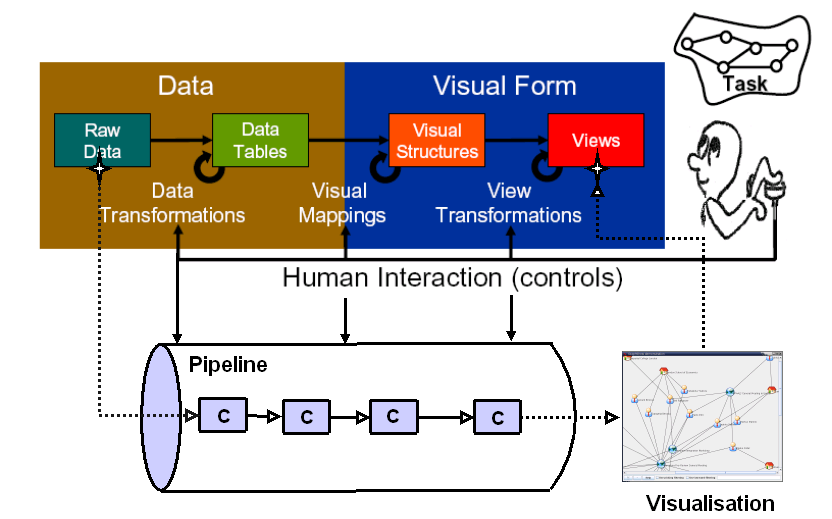 Data
Visual Form
Task
Raw
Data
Data
Tables
Visual
Structures
Views
Data
Transformations
Visual
Mappings
View
Transformations
Human Interaction (controls)
Pipeline
C
C
C
C
Visualisation